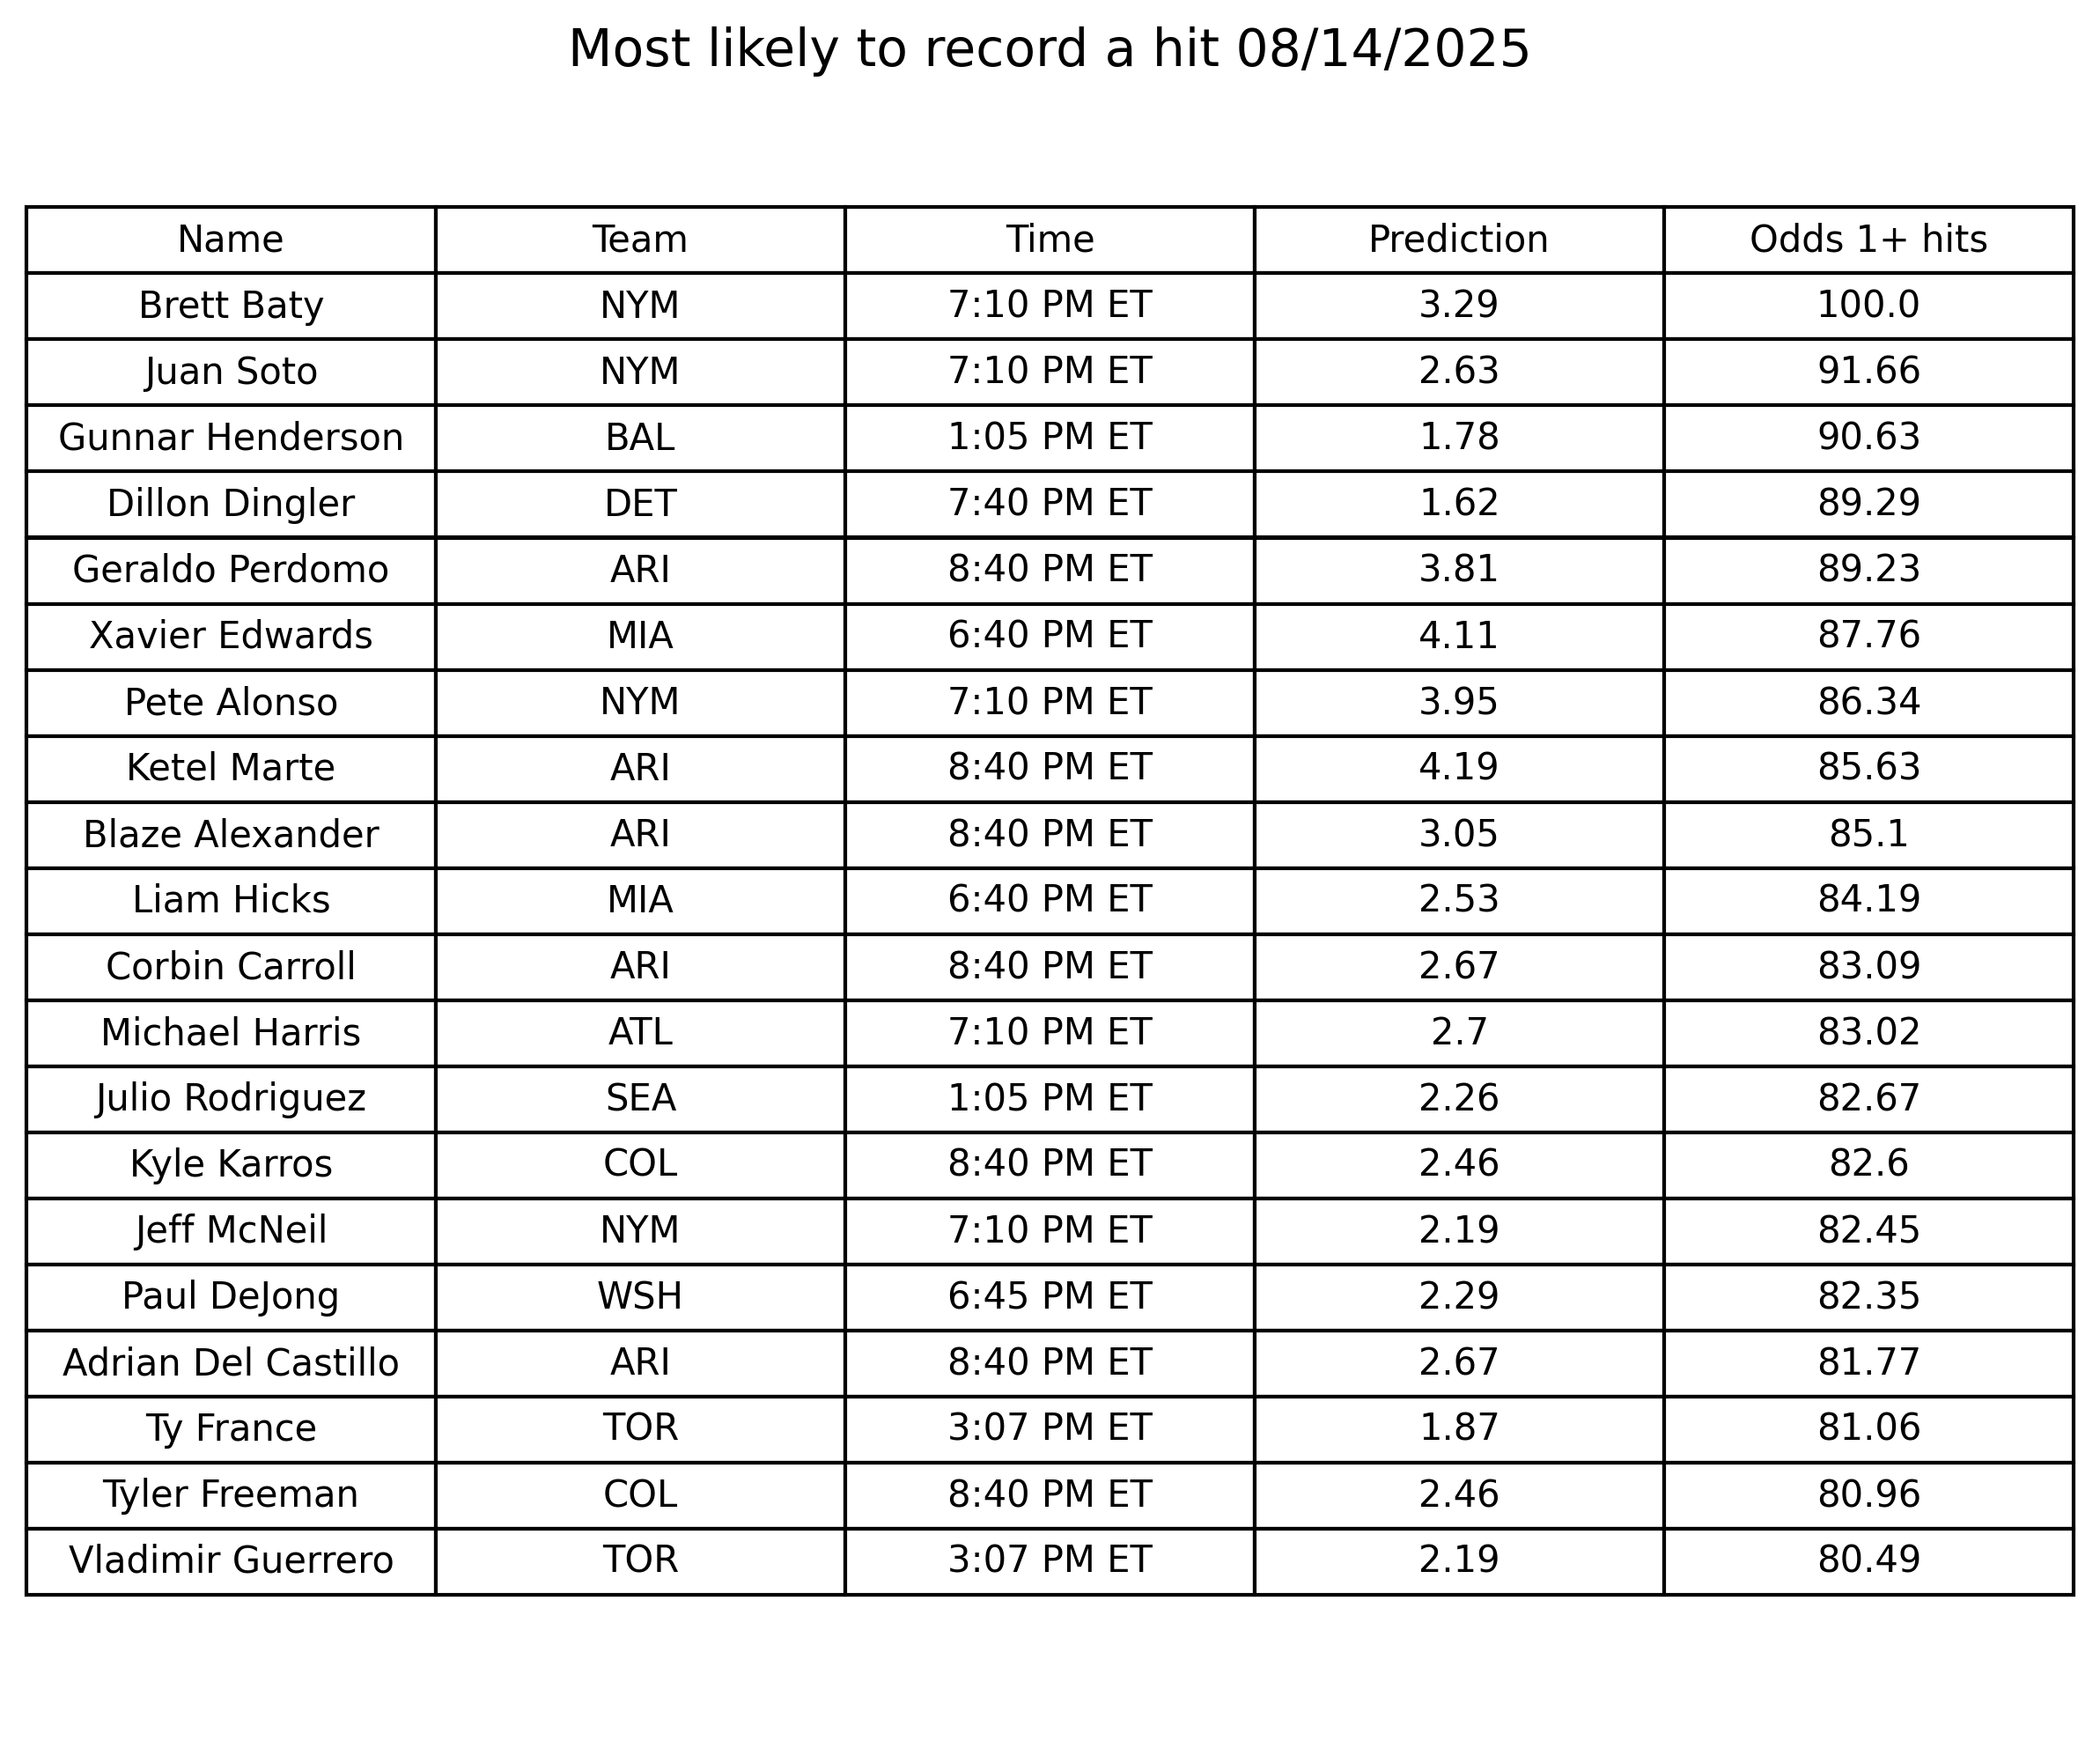 Most likely to record a hit 08/14/2025
Name Team Time Prediction Odds 1+ hits
Brett Baty NYM 7:10 PM ET 3.29 100.0
Juan Soto NYM 7:10 PM ET 2.63 91.66
Gunnar Henderson BAL 1:05 PM ET 1.78 90.63
Dillon Dingler DET 7:40 PM ET 1.62 89.29
Geraldo Perdomo ARI 8:40 PM ET 3.81 89.23
Xavier Edwards MIA 6:40 PM ET 4.11 87.76
Pete Alonso NYM 7:10 PM ET 3.95 86.34
Ketel Marte ARI 8:40 PM ET 4.19 85.63
Blaze Alexander ARI 8:40 PM ET 3.05 85.1
Liam Hicks MIA 6:40 PM ET 2.53 84.19
Corbin Carroll ARI 8:40 PM ET 2.67 83.09
Michael Harris ATL 7:10 PM ET 2.7 83.02
Julio Rodriguez SEA 1:05 PM ET 2.26 82.67
Kyle Karros COL 8:40 PM ET 2.46 82.6
Jeff McNeil NYM 7:10 PM ET 2.19 82.45
Paul DeJong WSH 6:45 PM ET 2.29 82.35
Adrian Del Castillo ARI 8:40 PM ET 2.67 81.77
Ty France TOR 3:07 PM ET 1.87 81.06
Tyler Freeman COL 8:40 PM ET 2.46 80.96
Vladimir Guerrero TOR 3:07 PM ET 2.19 80.49